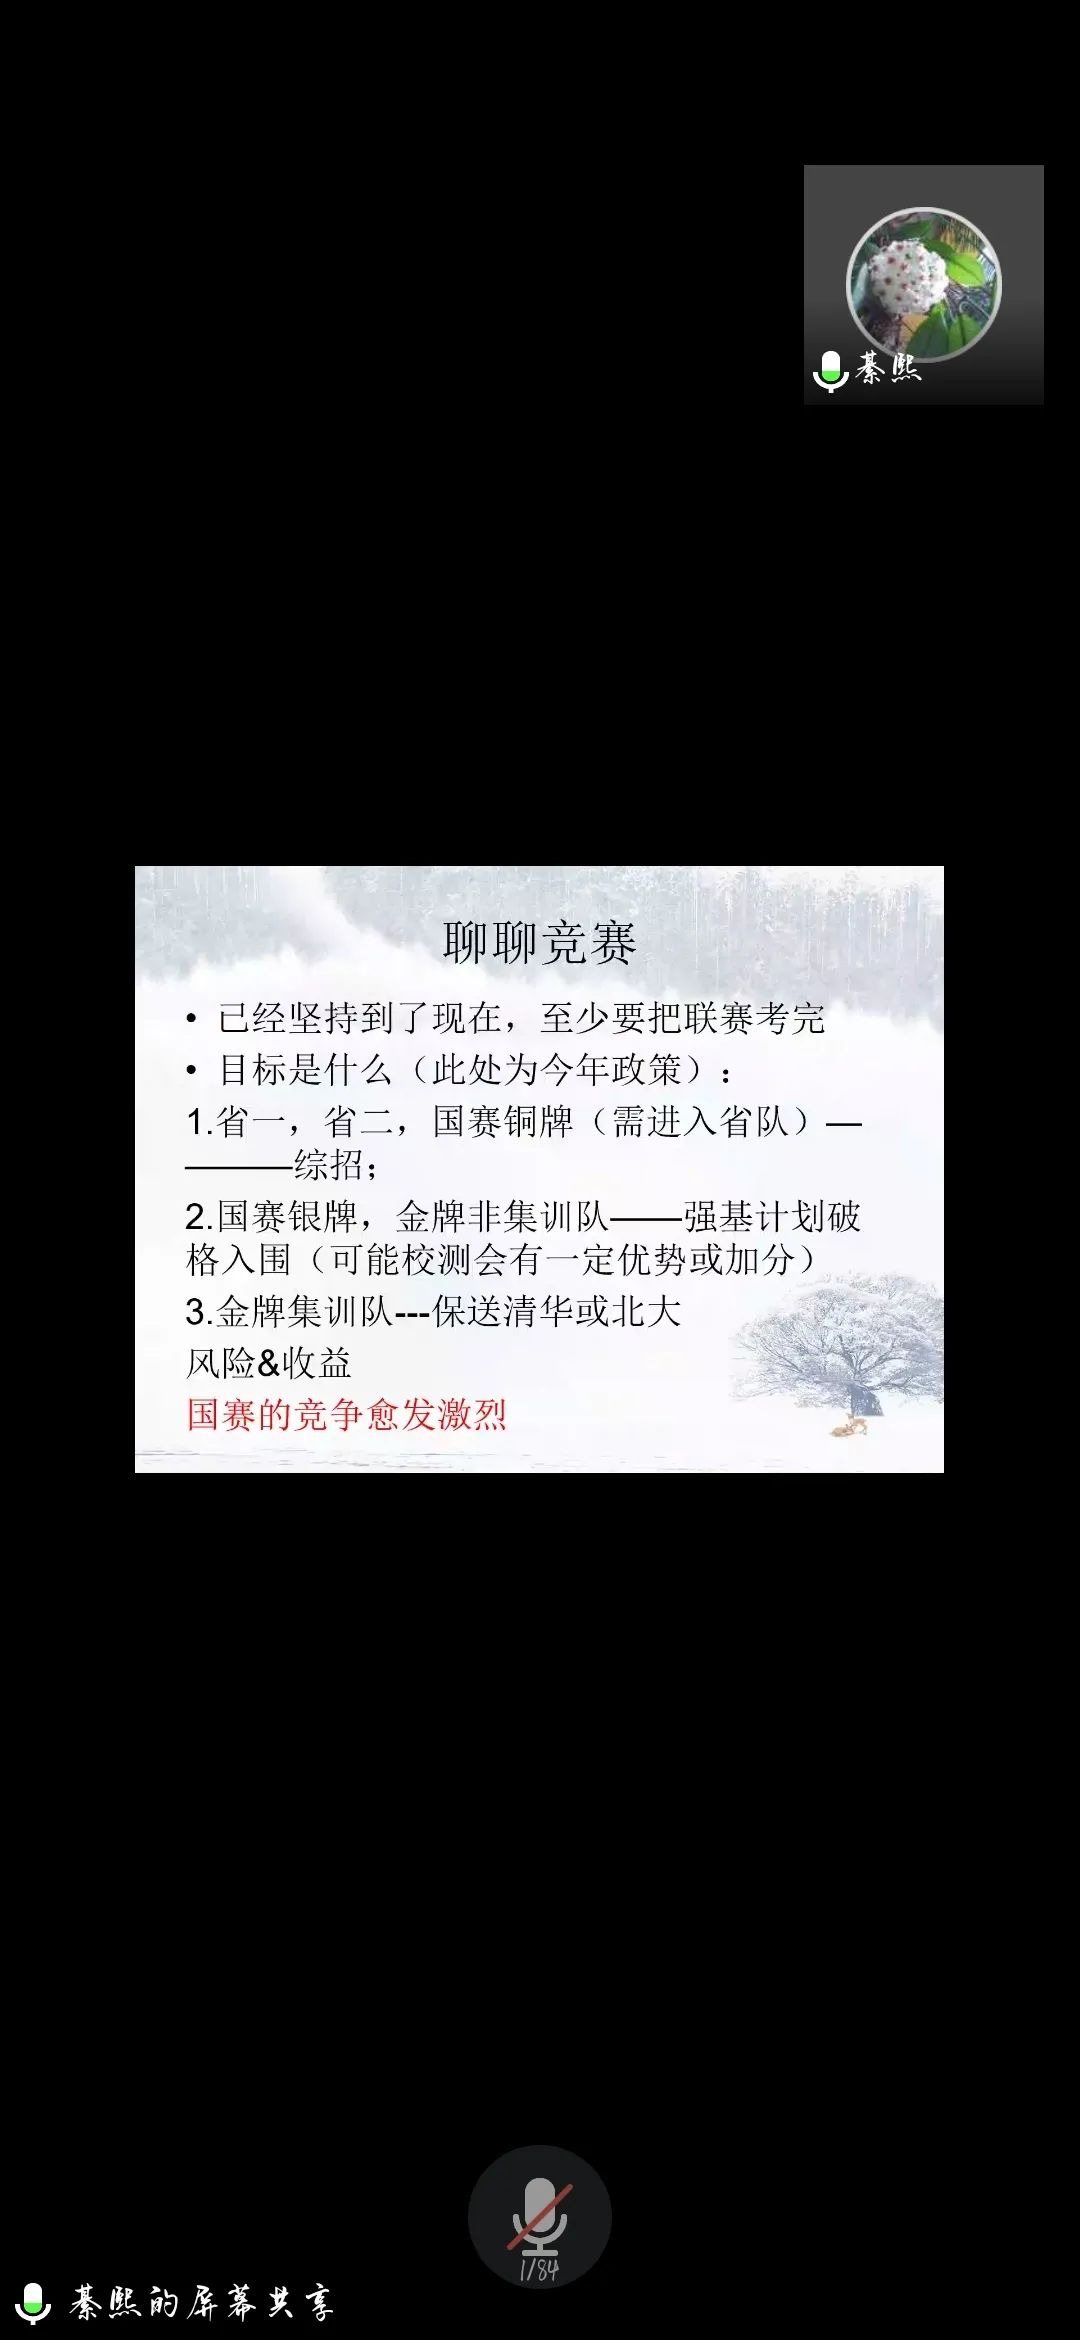 綦熙
聊聊竞赛
• 已经坚持到了现在，至少要把联赛考完
• 目标是什么（此处为今年政策）：
1.省一，省二，国赛铜牌（需进入省队）—
———综招；
2.国赛银牌，金牌非集训队——强基计划破
格入围（可能校测会有一定优势或加分）
3.金牌集训队---保送清华或北大
风险&收益
国赛的竞争愈发激烈
1/84
綦熙的屏幕共享